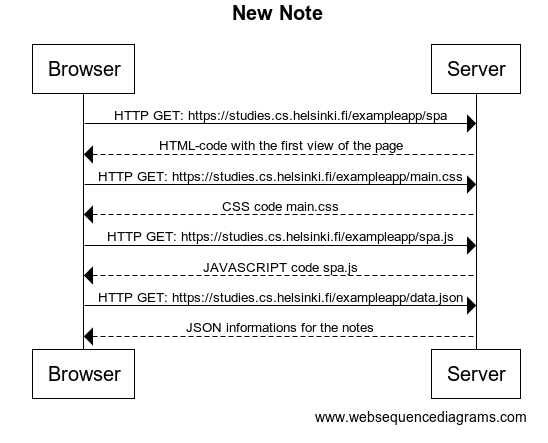 New Note
Browser Server
HTTP GET: https://studies.cs.helsinki.fi/exampleapp/spa
HTML-code with the first view of the page
HTTP GET: https://studies.cs.helsinki.fi/exampleapp/main.css
CSS code main.css
HTTP GET: https://studies.cs.helsinki.fi/exampleapp/spa.js
JAVASCRIPT code spa.js
HTTP GET: https://studies.cs.helsinki.fi/exampleapp/data.json
JSON informations for the notes
Browser Server
www.websequencediagrams.com